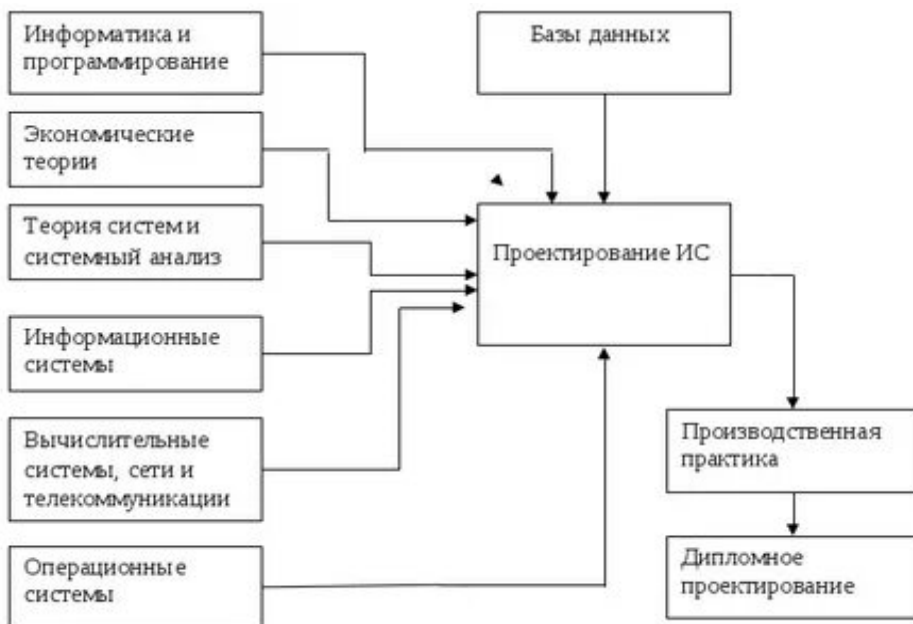 Информатика и
программирование
Базы данных
Экономические
теории
Теория систем и
системный анализ
Проектирование ИС
Информационные
системы
Вычислительные
системы, сети и
телекоммуникации
Производственная
практика
Операционные
системы
Дипломное
проектирование